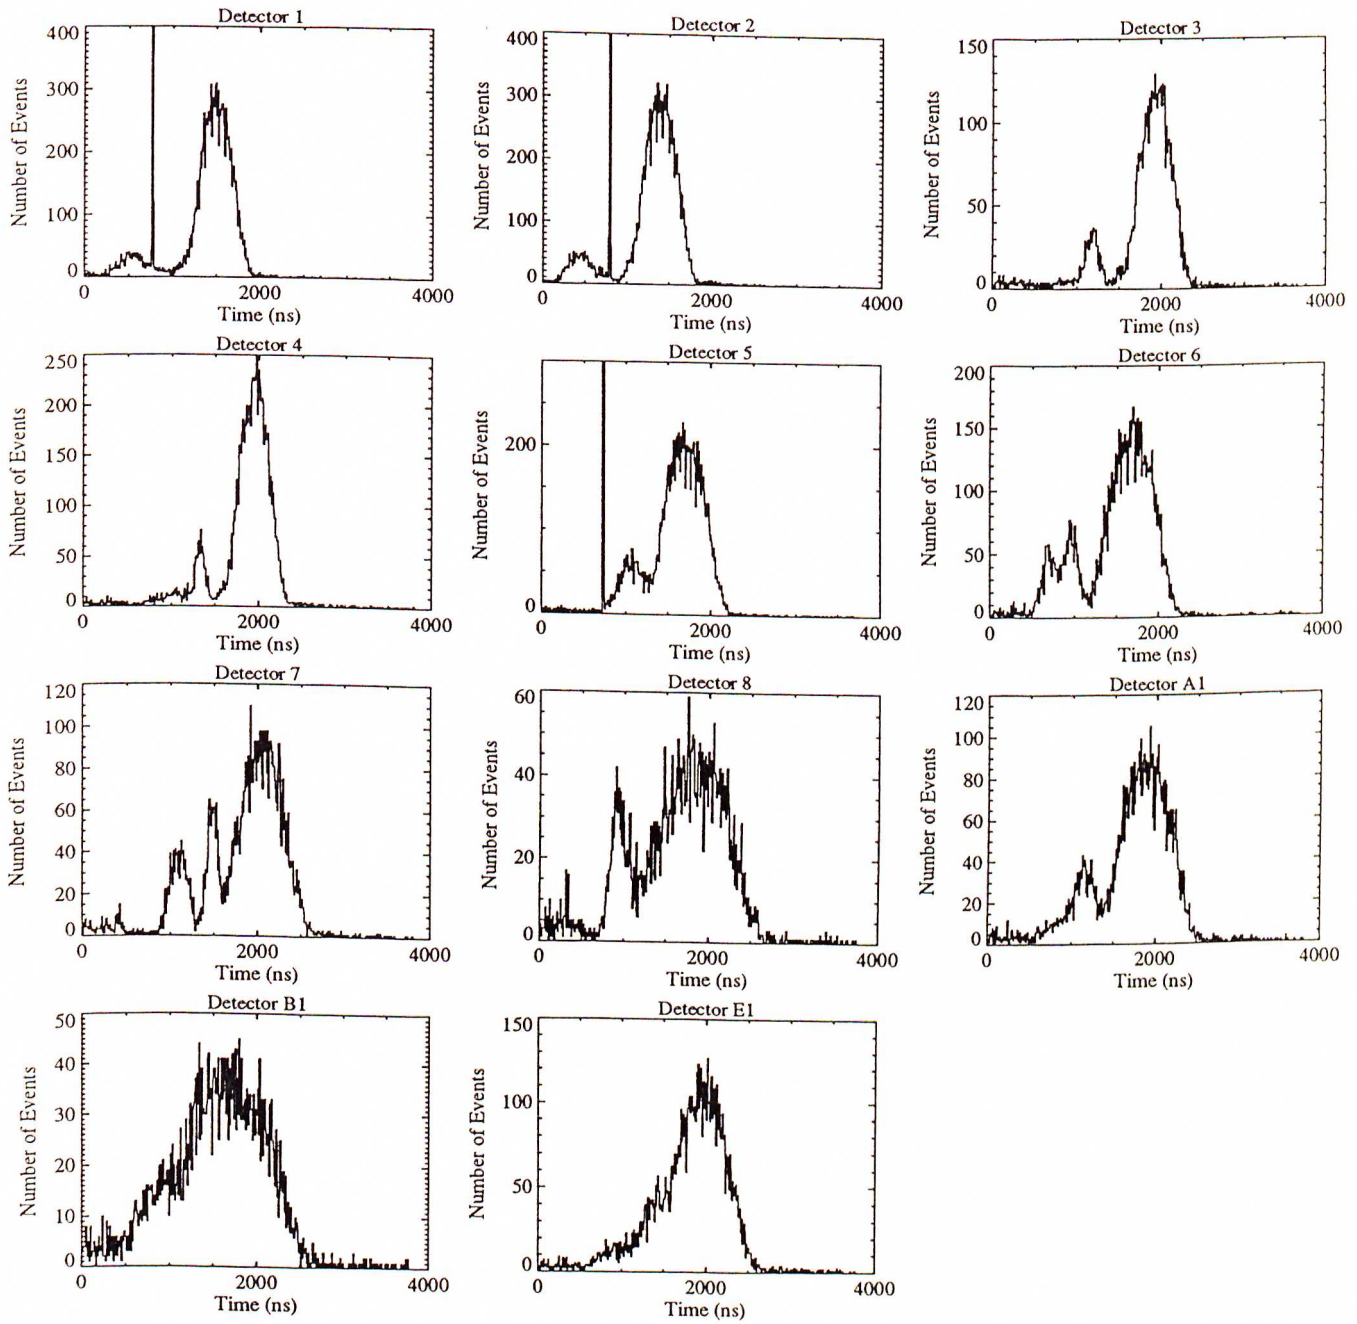 Detector 1
Number of Events
400
300
200
100
0
0 2000 4000
Time (ns)
Detector 2
Number of Events
400
300
200
100
0
0 2000 4000
Time (ns)
Detector 3
Number of Events
150
100
50
0
0 2000 4000
Time (ns)
Detector 4
Number of Events
250
200
150
100
50
0
0 2000 4000
Time (ns)
Detector 5
Number of Events
200
0
0 2000 4000
Time (ns)
Detector 6
Number of Events
200
150
100
50
0
0 2000 4000
Time (ns)
Detector 7
Number of Events
120
100
80
60
40
20
0
0 2000 4000
Time (ns)
Detector 8
Number of Events
60
40
20
0
0 2000 4000
Time (ns)
Detector A1
Number of Events
120
100
80
60
40
20
0
0 2000 4000
Time (ns)
Detector B1
Number of Events
50
40
30
20
10
0
0 2000 4000
Time (ns)
Detector E1
Number of Events
150
100
50
0
0 2000 4000
Time (ns)